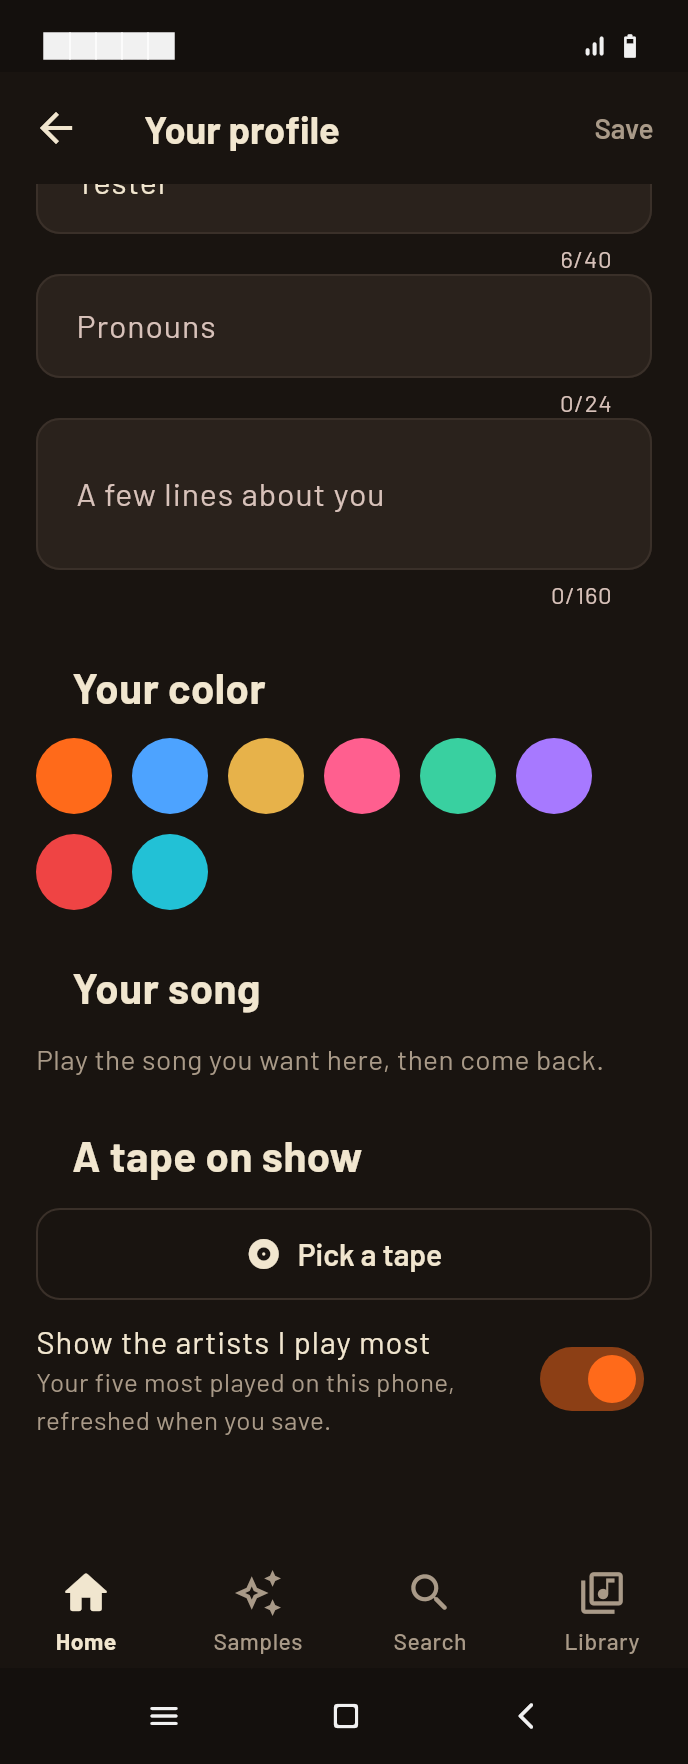 Your profile
Save
Tester
6/40
Pronouns
0/24
A few lines about you
0/160
Your color
Your song
Play the song you want here, then come back.
A tape on show
Pick a tape
Show the artists I play most
Your five most played on this phone,
refreshed when you save.
Home
Samples
Search
Library